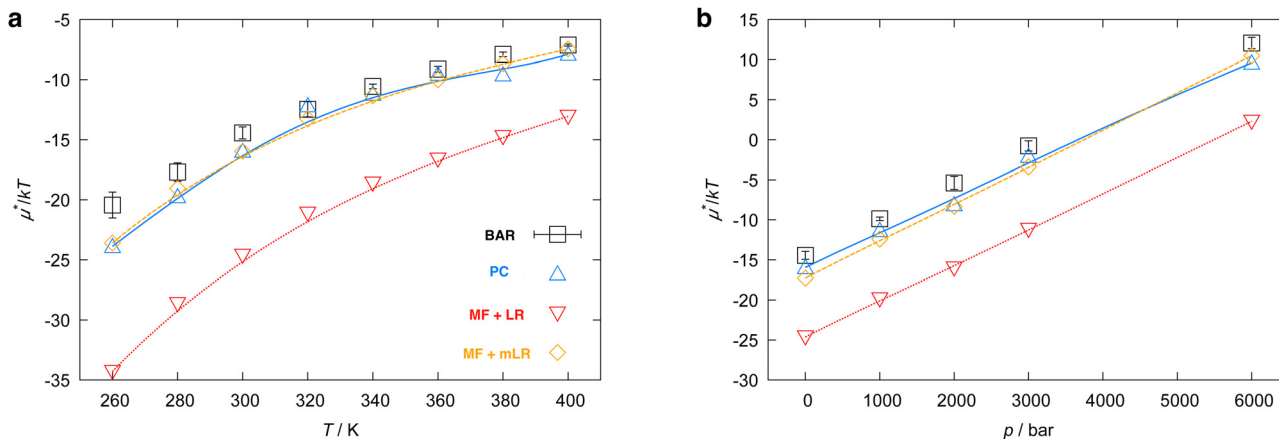 a
-5
-10
-15
-20
-25
-30
-35
μ*/kT
260 280 300 320 340 360 380 400
T / K
BAR
PC
MF + LR
MF + mLR
b
15
10
5
0
-5
-10
-15
-20
-25
-30
μ*/kT
0 1000 2000 3000 4000 5000 6000
p / bar